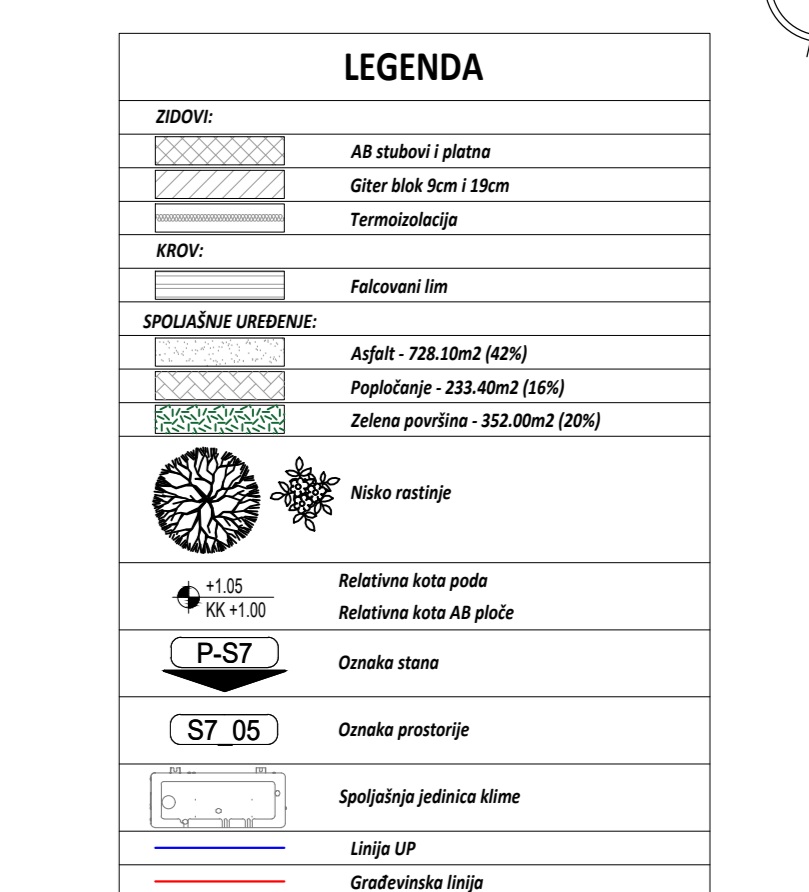 LEGENDA
ZIDOVI:
AB stubovi i platna
Giter blok 9cm i 19cm
Termoizolacija
KROV:
Falcovani lim
SPOLJAŠNJE UREĐENJE:
Asfalt - 728.10m2 (42%)
Popločanje - 233.40m2 (16%)
Zelena površina - 352.00m2 (20%)
Nisko rastinje
+1.05 Relativna kota poda
KK +1.00 Relativna kota AB ploče
P-S7 Oznaka stana
S7_05 Oznaka prostorije
Spoljašnja jedinica klime
Linija UP
Građevinska linija